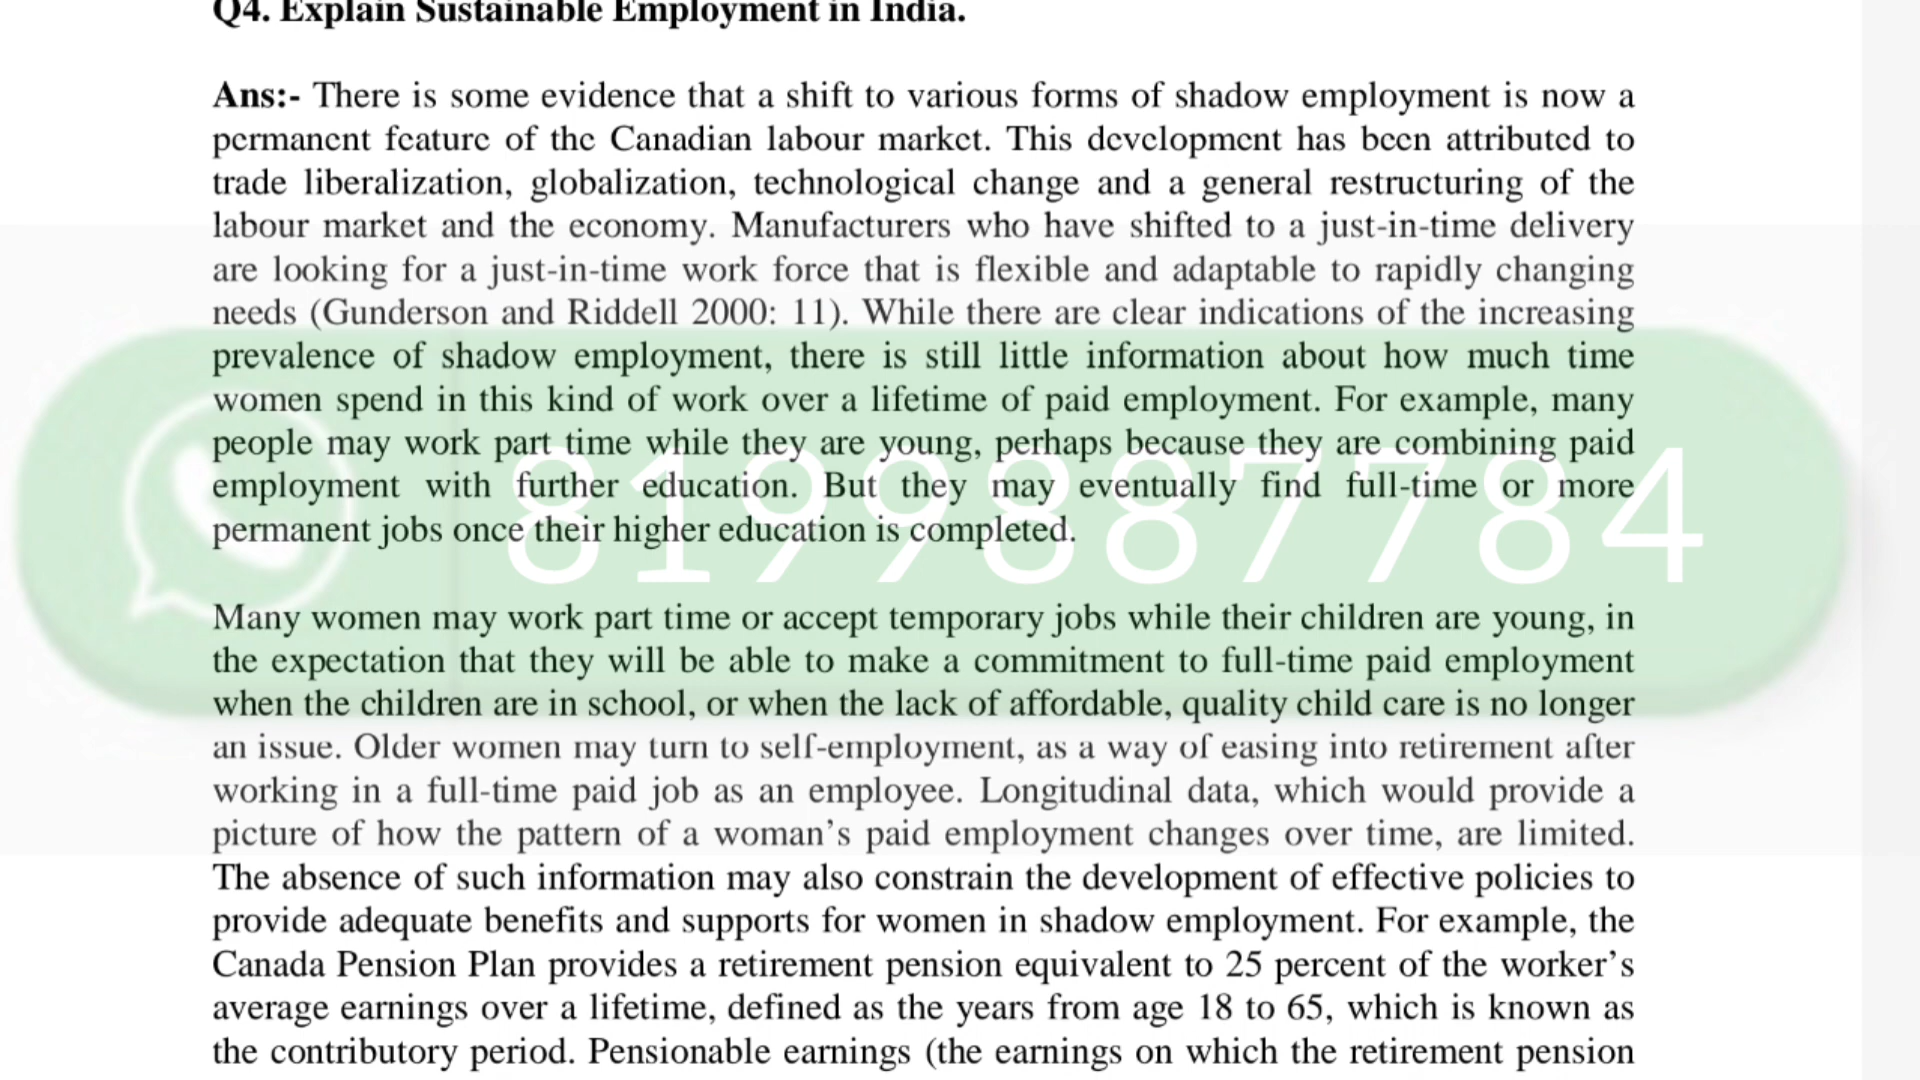 Q4. Explain Sustainable Employment in India.
Ans:- There is some evidence that a shift to various forms of shadow employment is now a
permanent feature of the Canadian labour market. This development has been attributed to
trade liberalization, globalization, technological change and a general restructuring of the
labour market and the economy. Manufacturers who have shifted to a just-in-time delivery
are looking for a just-in-time work force that is flexible and adaptable to rapidly changing
needs (Gunderson and Riddell 2000: 11). While there are clear indications of the increasing
prevalence of shadow employment, there is still little information about how much time
women spend in this kind of work over a lifetime of paid employment. For example, many
people may work part time while they are young, perhaps because they are combining paid
employment with further education. But they may eventually find full-time or more
permanent jobs once their higher education is completed.
8199887784
Many women may work part time or accept temporary jobs while their children are young, in
the expectation that they will be able to make a commitment to full-time paid employment
when the children are in school, or when the lack of affordable, quality child care is no longer
an issue. Older women may turn to self-employment, as a way of easing into retirement after
working in a full-time paid job as an employee. Longitudinal data, which would provide a
picture of how the pattern of a woman's paid employment changes over time, are limited.
The absence of such information may also constrain the development of effective policies to
provide adequate benefits and supports for women in shadow employment. For example, the
Canada Pension Plan provides a retirement pension equivalent to 25 percent of the worker's
average earnings over a lifetime, defined as the years from age 18 to 65, which is known as
the contributory period. Pensionable earnings (the earnings on which the retirement pension